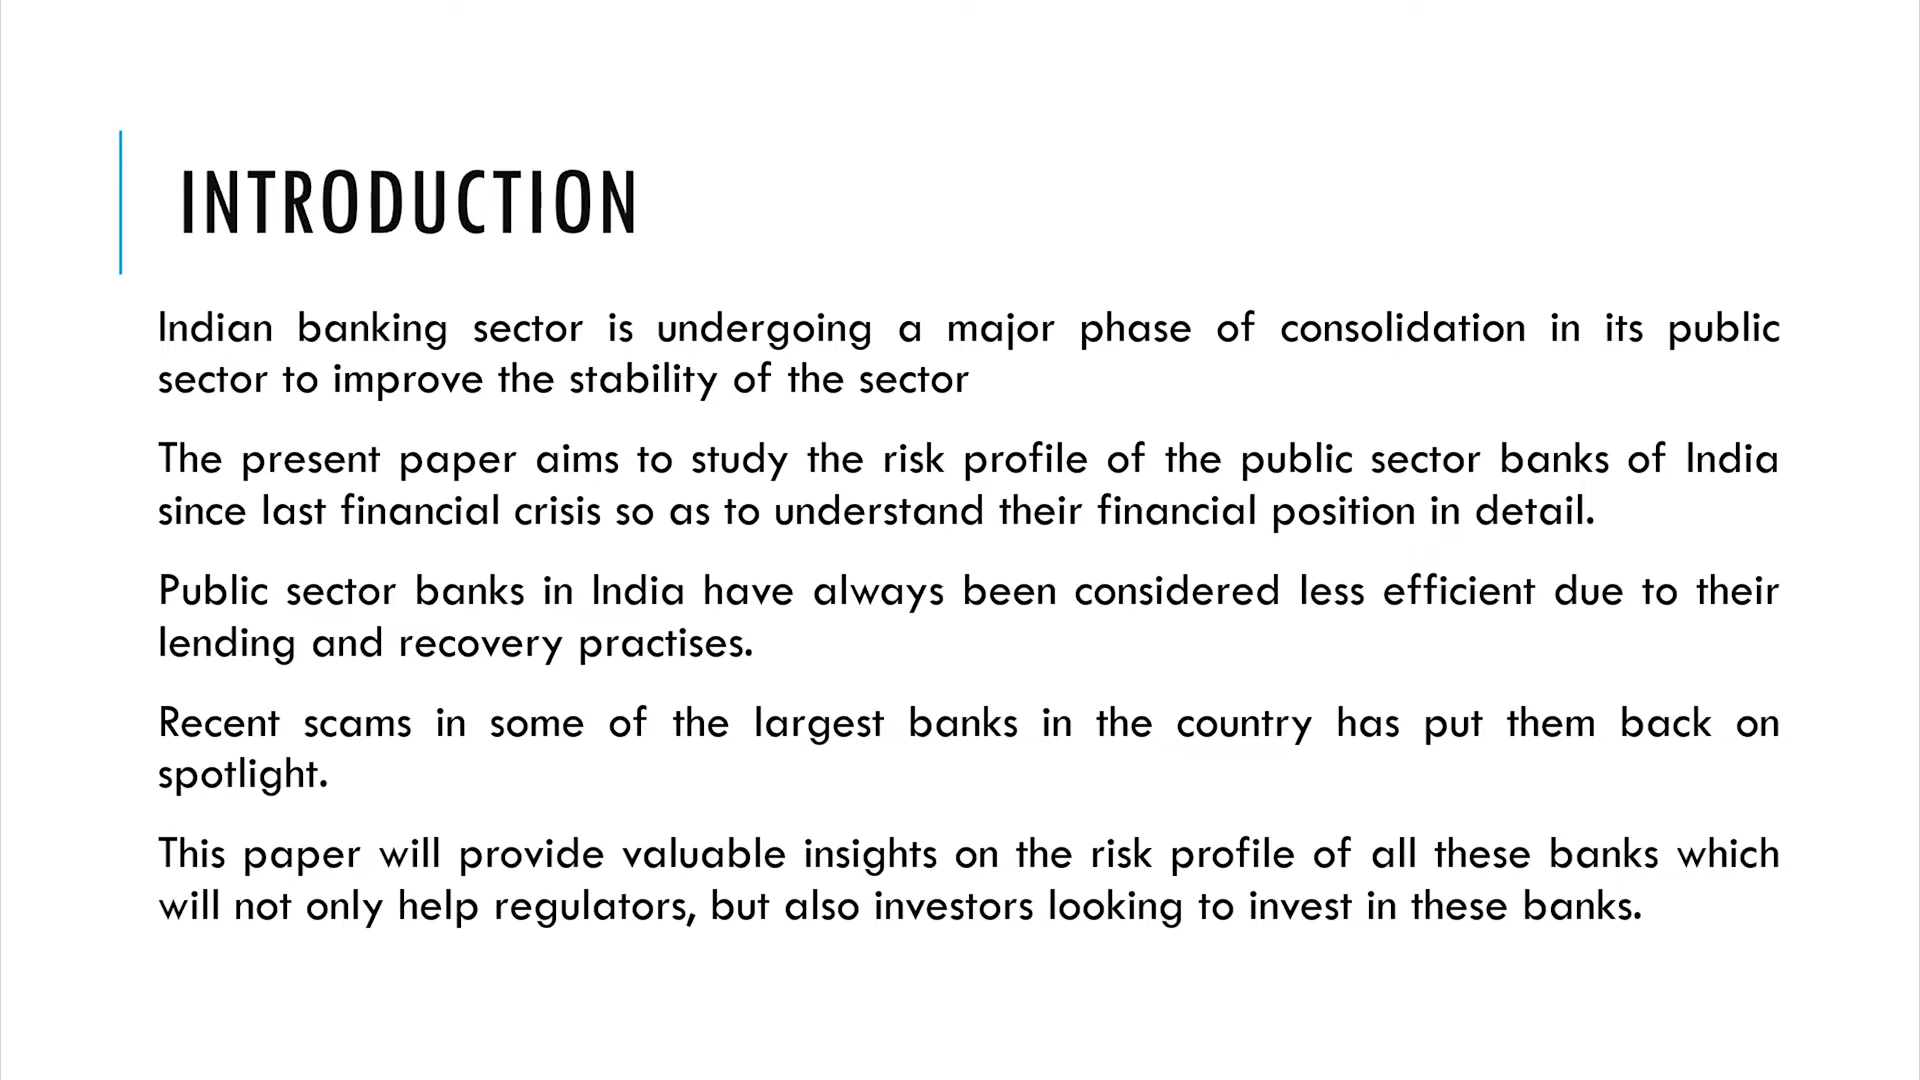 INTRODUCTION
Indian banking sector is undergoing a major phase of consolidation in its public
sector to improve the stability of the sector
The present paper aims to study the risk profile of the public sector banks of India
since last financial crisis so as to understand their financial position in detail.
Public sector banks in India have always been considered less efficient due to their
lending and recovery practises.
Recent scams in some of the largest banks in the country has put them back on
spotlight.
This paper will provide valuable insights on the risk profile of all these banks which
will not only help regulators, but also investors looking to invest in these banks.